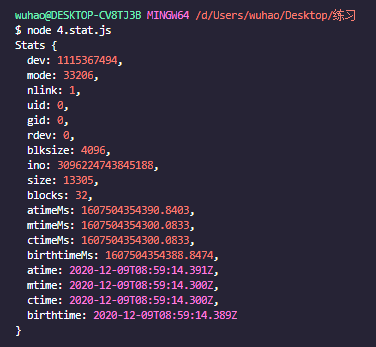 wuhao@DESKTOP-CV8TJ3B MINGW64 /d/Users/wuhao/Desktop/练习
$ node 4.stat.js
Stats {
  dev: 1115367494,
  mode: 33206,
  nlink: 1,
  uid: 0,
  gid: 0,
  rdev: 0,
  blksize: 4096,
  ino: 3096224743845188,
  size: 13305,
  blocks: 32,
  atimeMs: 1607504354390.8403,
  mtimeMs: 1607504354300.0833,
  ctimeMs: 1607504354300.0833,
  birthtimeMs: 1607504354388.8474,
  atime: 2020-12-09T08:59:14.391Z,
  mtime: 2020-12-09T08:59:14.300Z,
  ctime: 2020-12-09T08:59:14.300Z,
  birthtime: 2020-12-09T08:59:14.389Z
}